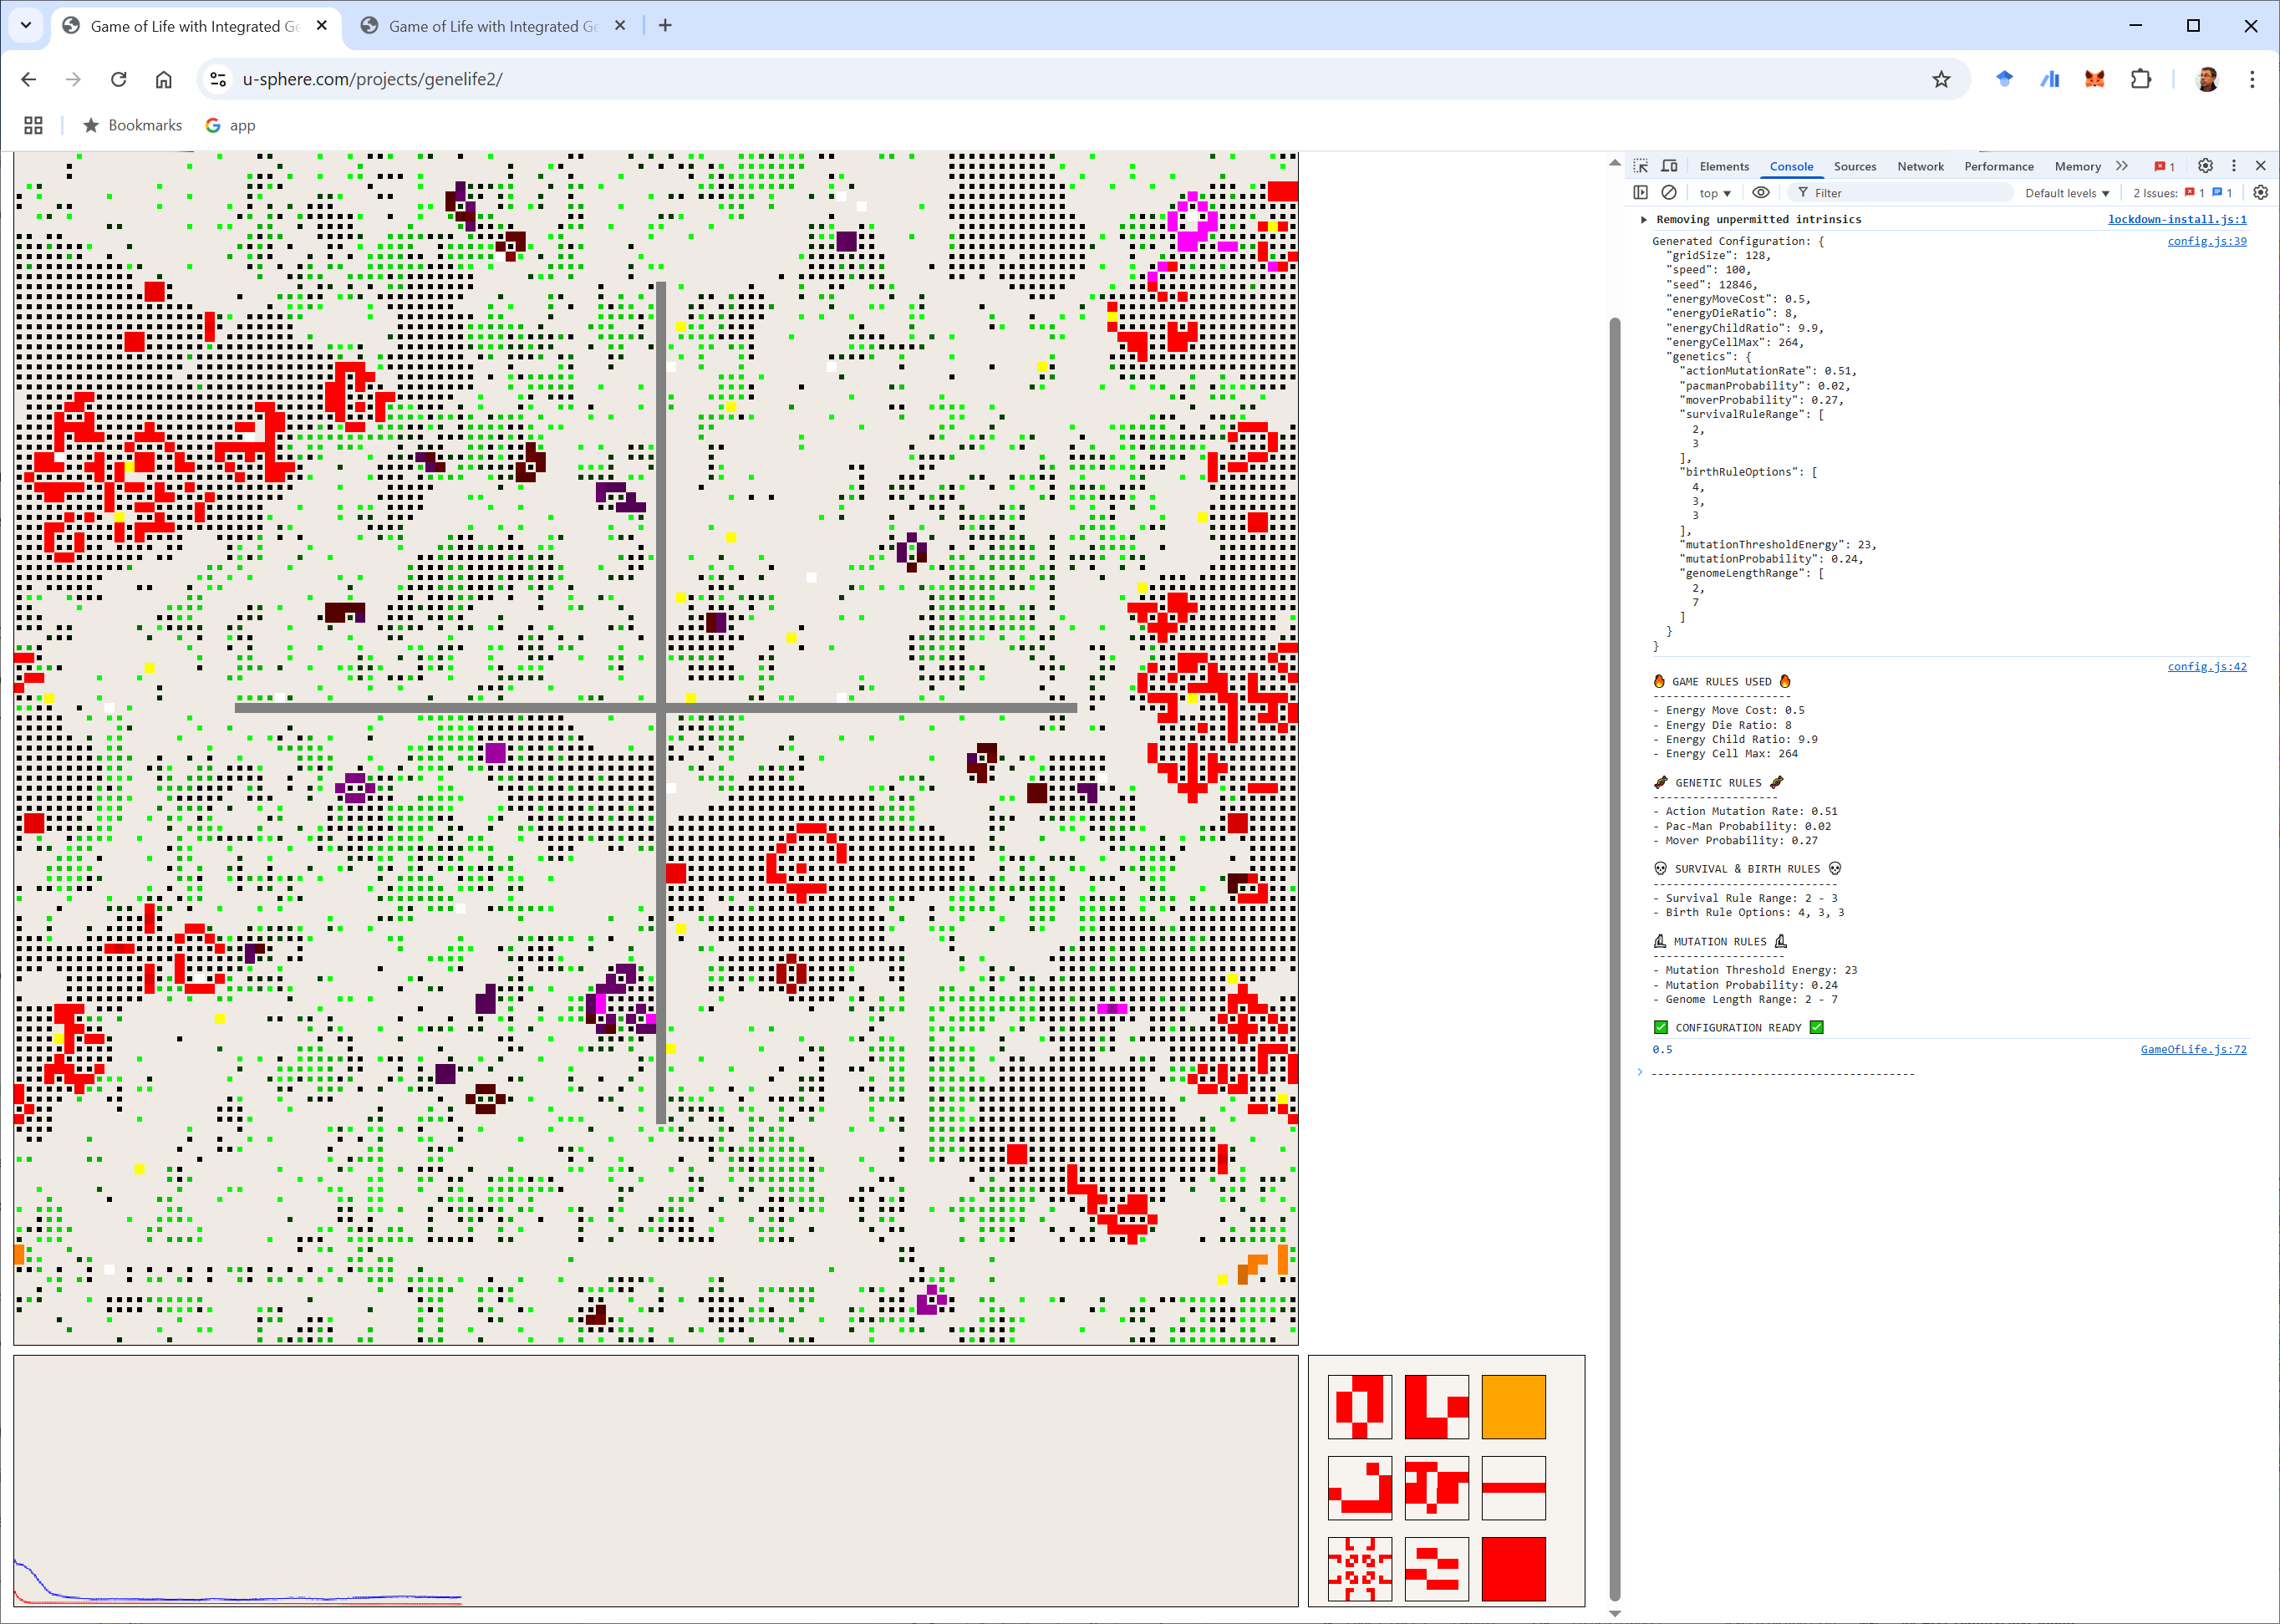 Game of Life with Integrated Ge
Game of Life with Integrated Ge
u-sphere.com/projects/genelife2/
Bookmarks
app
Elements Console Sources Network Performance Memory 1
top Filter Default levels 2 Issues: 1 1
Removing unpermitted intrinsics lockdown-install.js:1
Generated Configuration: { config.js:39
"gridSize": 128,
"speed": 100,
"seed": 12846,
"energyMoveCost": 0.5,
"energyDieRatio": 8,
"energyChildRatio": 9.9,
"energyCellMax": 264,
"genetics": {
"actionMutationRate": 0.51,
"pacmanProbability": 0.02,
"moverProbability": 0.27,
"survivalRuleRange": [
2,
3
],
"birthRuleOptions": [
4,
3,
3
],
"mutationThresholdEnergy": 23,
"mutationProbability": 0.24,
"genomeLengthRange": [
2,
7
]
}
}
config.js:42
🔥 GAME RULES USED 🔥
--------------------
- Energy Move Cost: 0.5
- Energy Die Ratio: 8
- Energy Child Ratio: 9.9
- Energy Cell Max: 264
🧬 GENETIC RULES 🧬
------------------
- Action Mutation Rate: 0.51
- Pac-Man Probability: 0.02
- Mover Probability: 0.27
💀 SURVIVAL & BIRTH RULES 💀
--------------------------
- Survival Rule Range: 2 - 3
- Birth Rule Options: 4, 3, 3
🔬 MUTATION RULES 🔬
-------------------
- Mutation Threshold Energy: 23
- Mutation Probability: 0.24
- Genome Length Range: 2 - 7
✅ CONFIGURATION READY ✅
0.5 GameOfLife.js:72
> ----------------------------------------